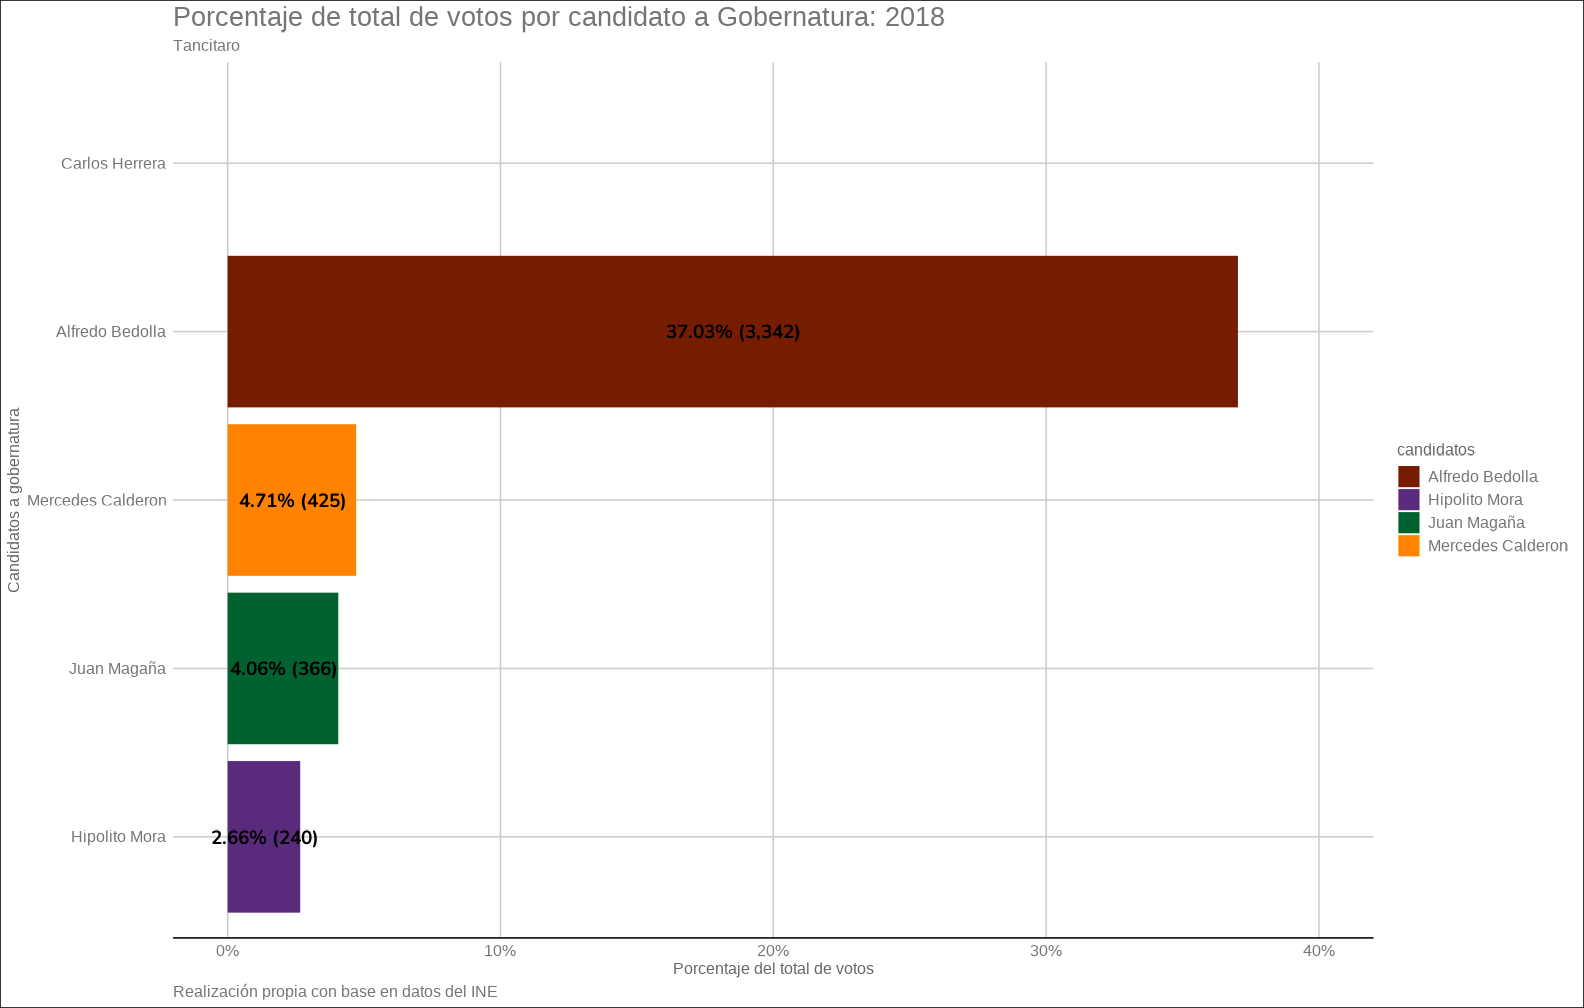 Porcentaje de total de votos por candidato a Gobernatura: 2018
Tancitaro
Candidatos a gobernatura
Carlos Herrera
Alfredo Bedolla
37.03% (3,342)
Mercedes Calderon
4.71% (425)
Juan Magaña
4.06% (366)
Hipolito Mora
2.66% (240)
0%
10%
20%
30%
40%
Porcentaje del total de votos
candidatos
Alfredo Bedolla
Hipolito Mora
Juan Magaña
Mercedes Calderon
Realización propia con base en datos del INE